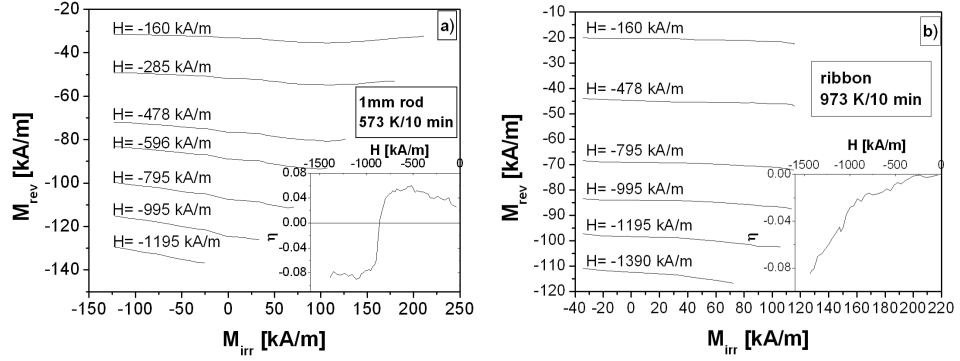 a)
H= -160 kA/m
H= -285 kA/m
H= -478 kA/m
H= -596 kA/m
H= -795 kA/m
H= -995 kA/m
H= -1195 kA/m
1mm rod
573 K/10 min
H [kA/m]
-1500 -1000 -500 0
0.08
0.04
0.00
-0.04
-0.08
η
-20
-40
-60
-80
-100
-120
-140
M_rev [kA/m]
-150 -100 -50 0 50 100 150 200 250
M_irr [kA/m]
b)
H= -160 kA/m
H= -478 kA/m
H= -795 kA/m
H= -995 kA/m
H= -1195 kA/m
H= -1390 kA/m
ribbon
973 K/10 min
H [kA/m]
-1500 -1000 -500 0
0.00
-0.04
-0.08
η
-10
-20
-30
-40
-50
-60
-70
-80
-90
-100
-110
-120
M_rev [kA/m]
-40 -20 0 20 40 60 80 100 120 140 160 180 200 220
M_irr [kA/m]